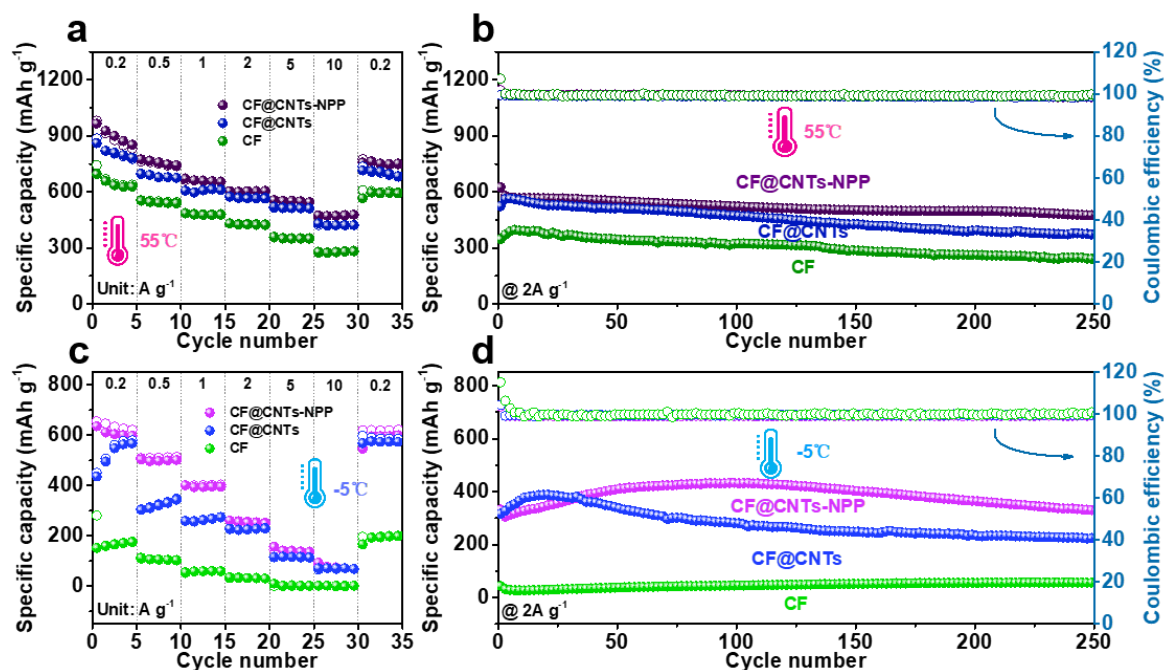 a
0.2 0.5 1 2 5 10 0.2
1200
900
600
300
0
Specific capacity (mAh g⁻¹)
CF@CNTs-NPP
CF@CNTs
CF
55℃
Unit: A g⁻¹
0 5 10 15 20 25 30 35
Cycle number
b
1200
900
600
300
0
Specific capacity (mAh g⁻¹)
55℃
CF@CNTs-NPP
CF@CNTs
CF
@ 2A g⁻¹
0 50 100 150 200 250
Cycle number
120
100
80
60
40
20
0
Coulombic efficiency (%)
c
0.2 0.5 1 2 5 10 0.2
800
600
400
200
0
Specific capacity (mAh g⁻¹)
CF@CNTs-NPP
CF@CNTs
CF
-5℃
Unit: A g⁻¹
0 5 10 15 20 25 30 35
Cycle number
d
800
700
400
300
0
Specific capacity (mAh g⁻¹)
-5℃
CF@CNTs-NPP
CF@CNTs
CF
@ 2A g⁻¹
0 50 100 150 200 250
Cycle number
120
100
80
60
40
20
0
Coulombic efficiency (%)